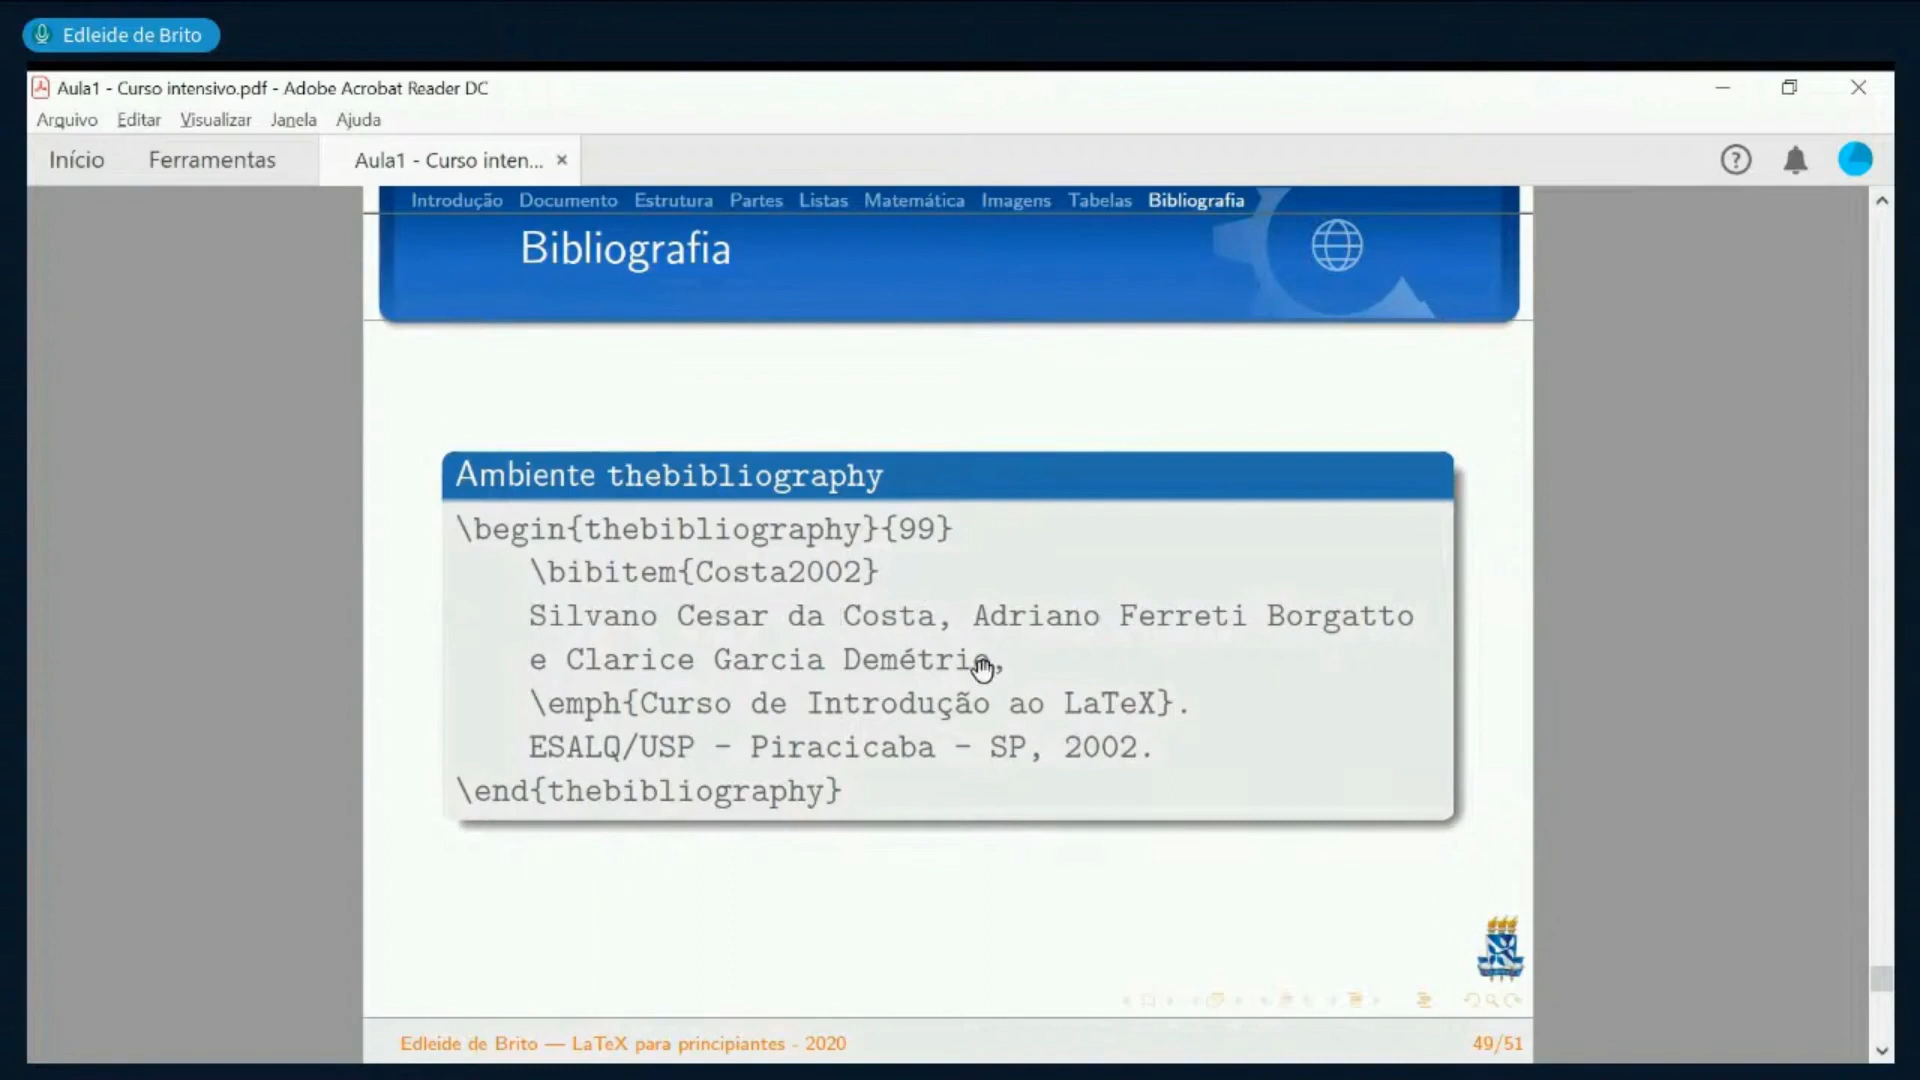 Edleide de Brito
Aula1 - Curso intensivo.pdf - Adobe Acrobat Reader DC
Arquivo Editar Visualizar Janela Ajuda
Início Ferramentas Aula1 - Curso inten... ×
Introdução Documento Estrutura Partes Listas Matemática Imagens Tabelas Bibliografia
Bibliografia
Ambiente thebibliography
\begin{thebibliography}{99}
\bibitem{Costa2002}
Silvano Cesar da Costa, Adriano Ferreti Borgatto
e Clarice Garcia Demétrio,
\emph{Curso de Introdução ao LaTeX}.
ESALQ/USP - Piracicaba - SP, 2002.
\end{thebibliography}
Edleide de Brito — LaTeX para principiantes - 2020 49/51